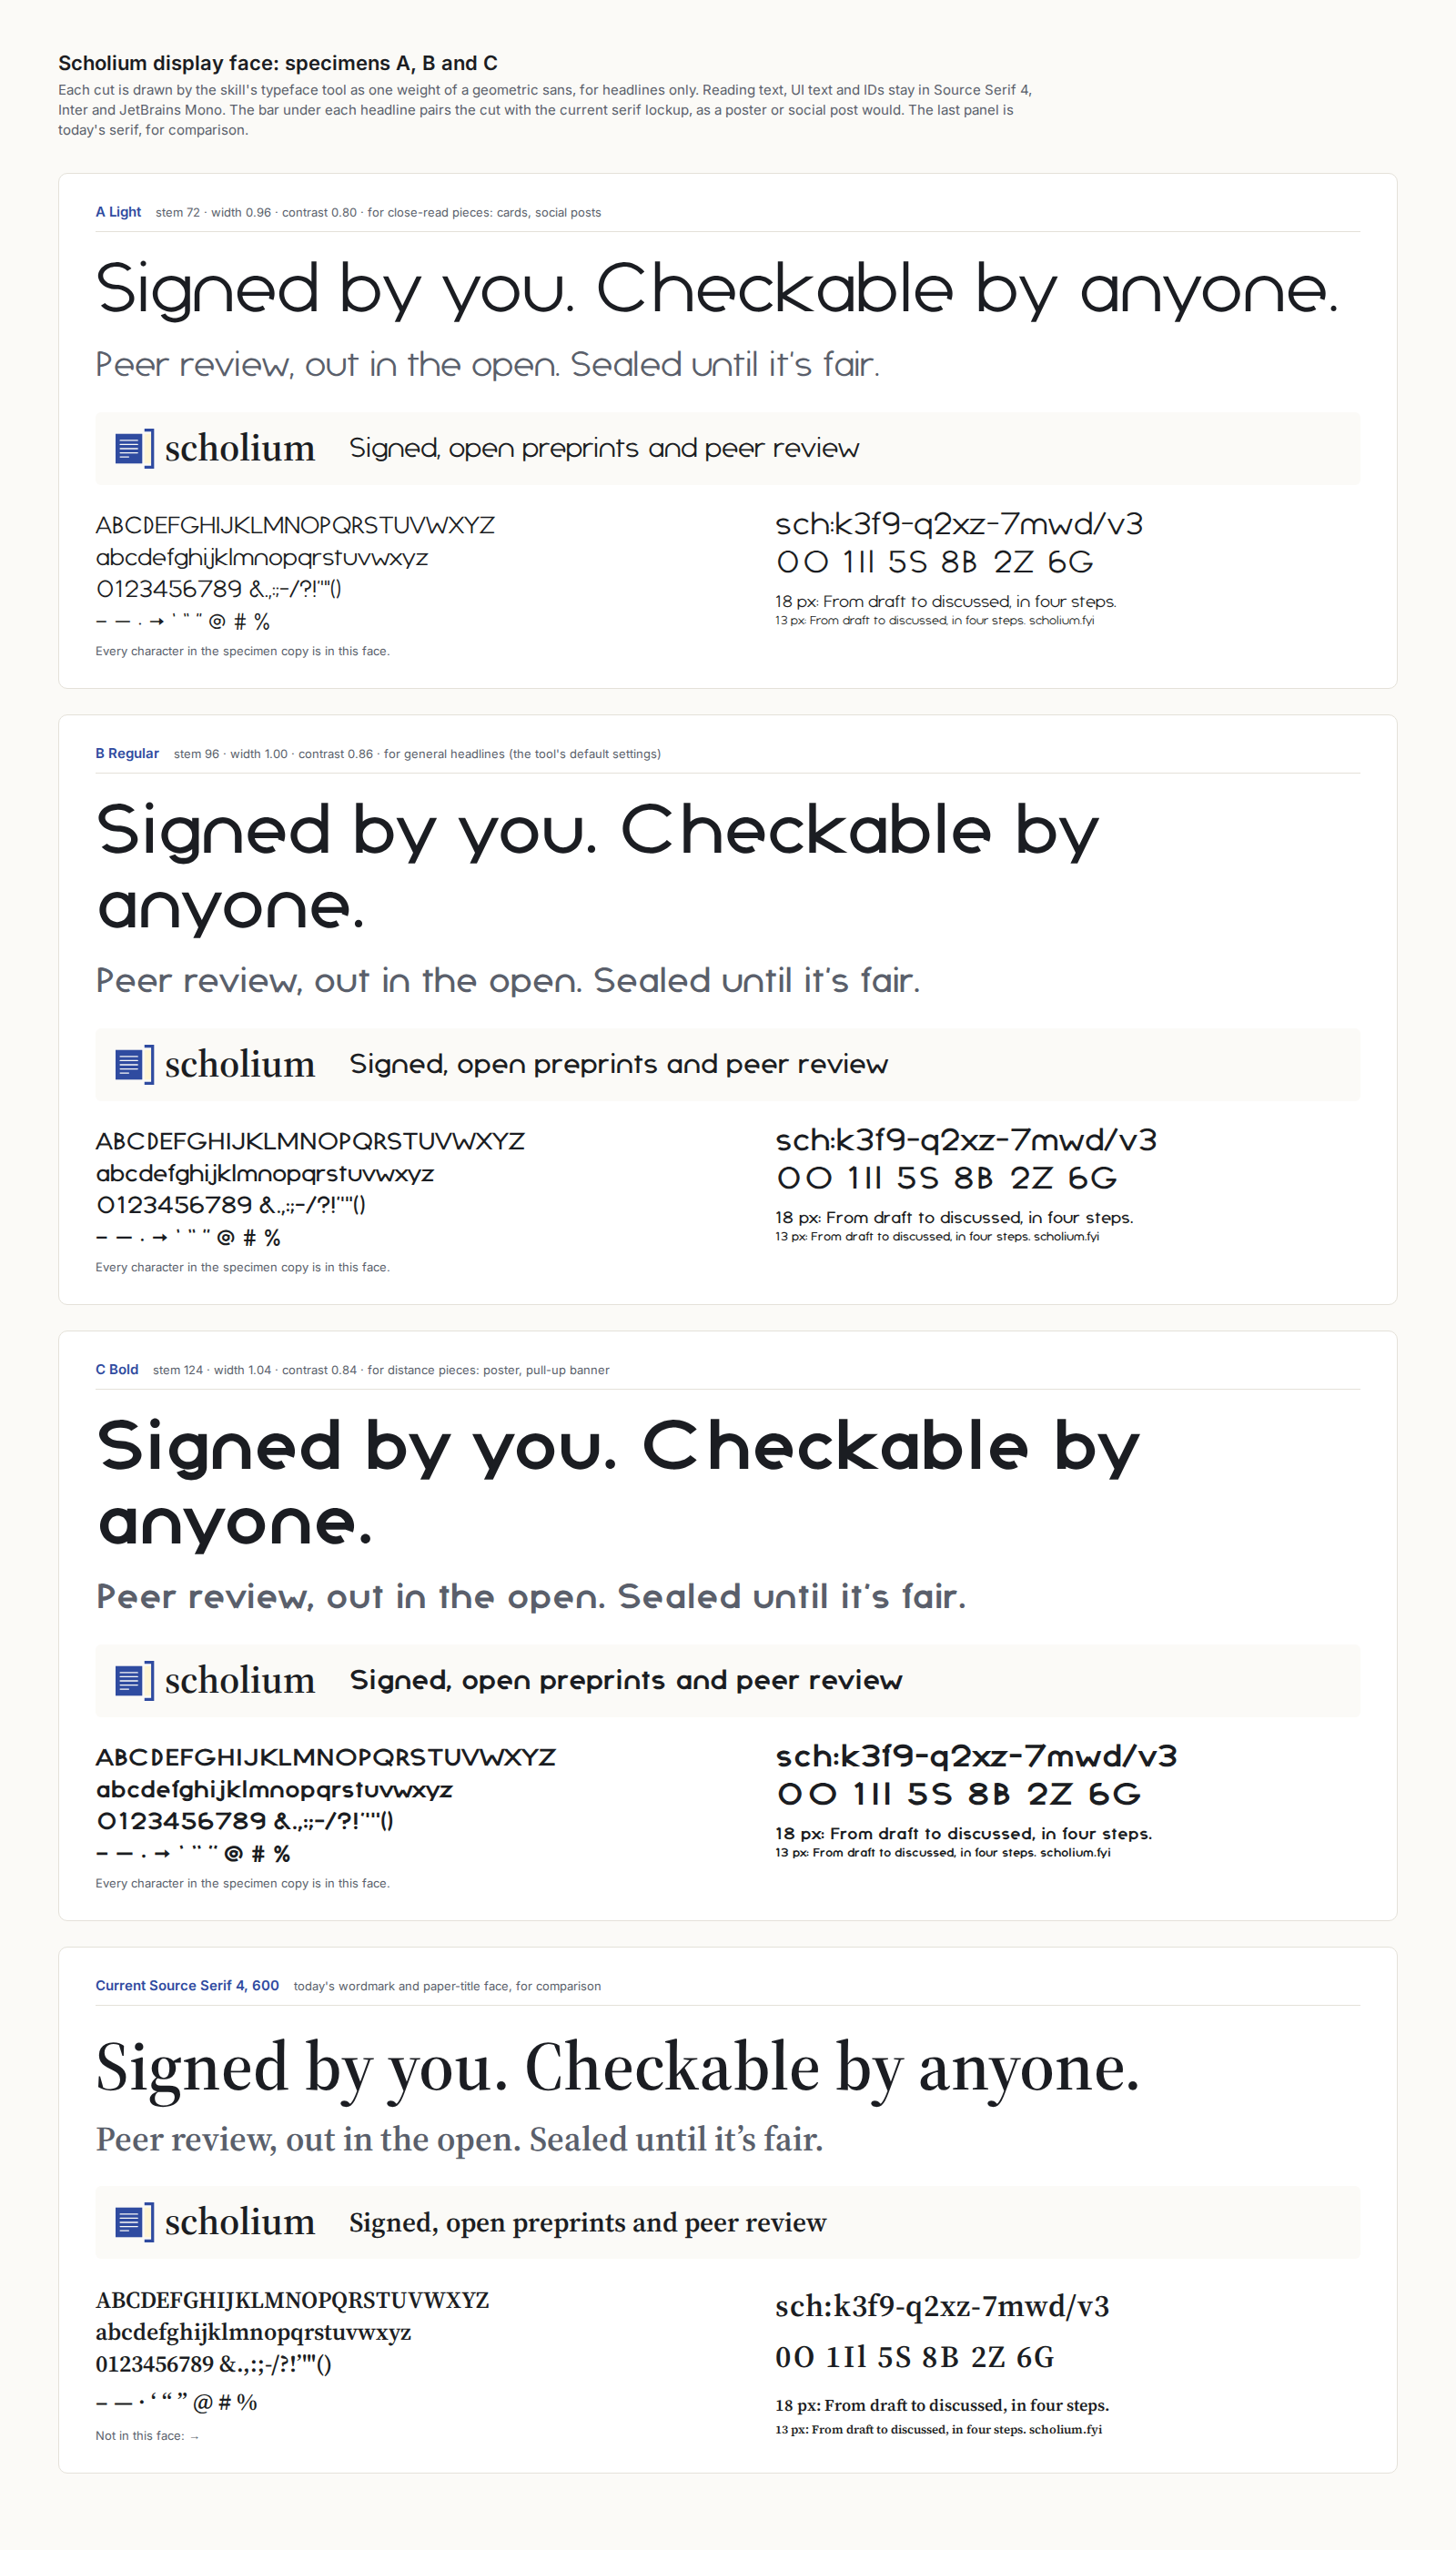 Scholium display face: specimens A, B and C
Each cut is drawn by the skill's typeface tool as one weight of a geometric sans, for headlines only. Reading text, UI text and IDs stay in Source Serif 4,
Inter and JetBrains Mono. The bar under each headline pairs the cut with the current serif lockup, as a poster or social post would. The last panel is
today's serif, for comparison.
A Light stem 72 · width 0.96 · contrast 0.80 · for close-read pieces: cards, social posts
Signed by you. Checkable by anyone.
Peer review, out in the open. Sealed until it's fair.
scholium Signed, open preprints and peer review
ABCDEFGHIJKLMNOPQRSTUVWXYZ
abcdefghijklmnopqrstuvwxyz
0123456789 &.,:;-/?!’'"()
– — · → ‘ “ ” @ # %
Every character in the specimen copy is in this face.
sch:k3f9-q2xz-7mwd/v3
0O 1Il 5S 8B 2Z 6G
18 px: From draft to discussed, in four steps.
13 px: From draft to discussed, in four steps. scholium.fyi
B Regular stem 96 · width 1.00 · contrast 0.86 · for general headlines (the tool's default settings)
Signed by you. Checkable by
anyone.
Peer review, out in the open. Sealed until it's fair.
scholium Signed, open preprints and peer review
ABCDEFGHIJKLMNOPQRSTUVWXYZ
abcdefghijklmnopqrstuvwxyz
0123456789 &.,:;-/?!’'"()
– — · → ‘ “ ” @ # %
Every character in the specimen copy is in this face.
sch:k3f9-q2xz-7mwd/v3
0O 1Il 5S 8B 2Z 6G
18 px: From draft to discussed, in four steps.
13 px: From draft to discussed, in four steps. scholium.fyi
C Bold stem 124 · width 1.04 · contrast 0.84 · for distance pieces: poster, pull-up banner
Signed by you. Checkable by
anyone.
Peer review, out in the open. Sealed until it's fair.
scholium Signed, open preprints and peer review
ABCDEFGHIJKLMNOPQRSTUVWXYZ
abcdefghijklmnopqrstuvwxyz
0123456789 &.,:;-/?!’'"()
– — · → ‘ “ ” @ # %
Every character in the specimen copy is in this face.
sch:k3f9-q2xz-7mwd/v3
0O 1Il 5S 8B 2Z 6G
18 px: From draft to discussed, in four steps.
13 px: From draft to discussed, in four steps. scholium.fyi
Current Source Serif 4, 600 today's wordmark and paper-title face, for comparison
Signed by you. Checkable by anyone.
Peer review, out in the open. Sealed until it’s fair.
scholium Signed, open preprints and peer review
ABCDEFGHIJKLMNOPQRSTUVWXYZ
abcdefghijklmnopqrstuvwxyz
0123456789 &.,:;-/?!’'"()
– — · ‘ “ ” @ # %
Not in this face: →
sch:k3f9-q2xz-7mwd/v3
0O 1Il 5S 8B 2Z 6G
18 px: From draft to discussed, in four steps.
13 px: From draft to discussed, in four steps. scholium.fyi